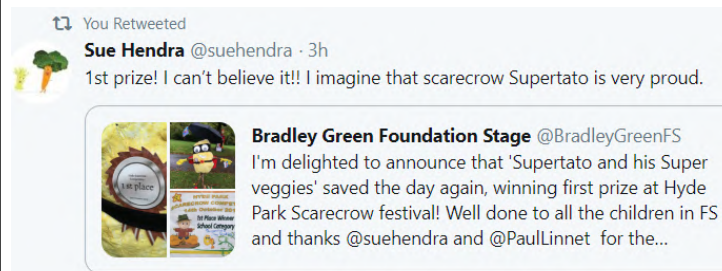 You Retweeted
Sue Hendra @suehendra · 3h
1st prize! I can’t believe it!! I imagine that scarecrow Supertato is very proud.
Bradley Green Foundation Stage @BradleyGreenFS
I'm delighted to announce that 'Supertato and his Super
veggies' saved the day again, winning first prize at Hyde
Park Scarecrow festival! Well done to all the children in FS
and thanks @suehendra and @PaulLinnet for the...
1st place
HYDE PARK
SCARECROW
1st Place Winner
School Category